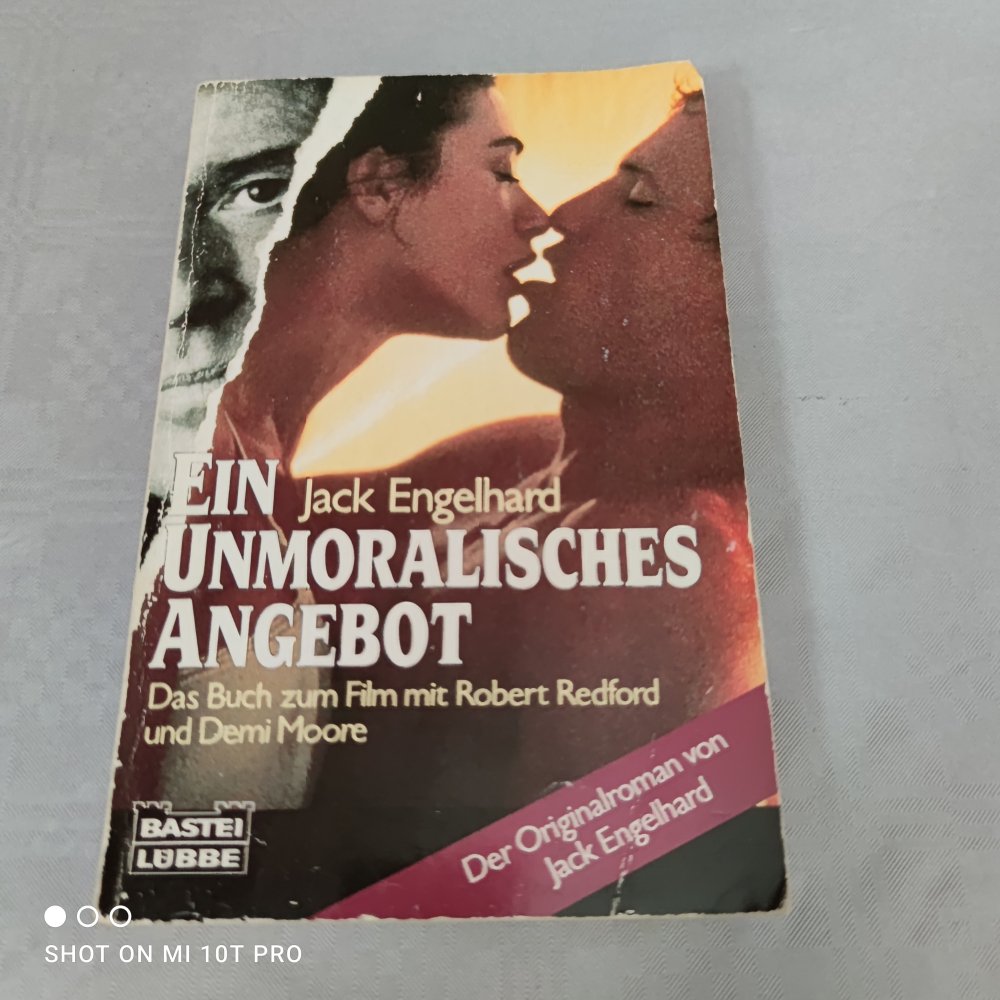 EIN
Jack Engelhard
UNMORALISCHES
ANGEBOT
Das Buch zum Film mit Robert Redford
und Demi Moore
Der Originalroman von
Jack Engelhard
BASTEI
LÜBBE
SHOT ON MI 10T PRO